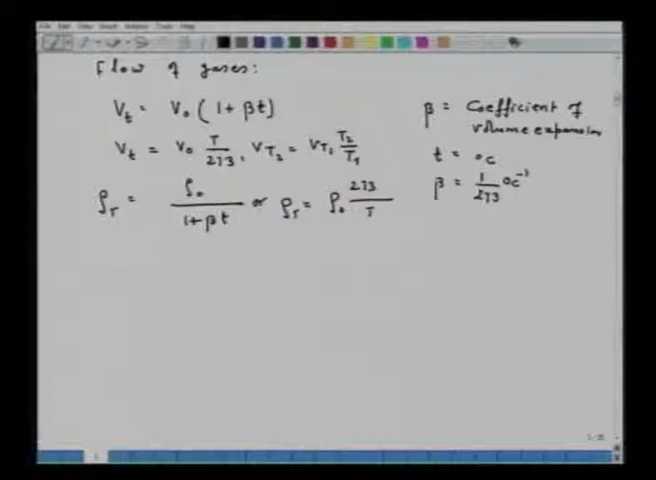 Flow of gases:
Vt = V₀ (1 + βt)
β = Coefficient of
volume expansion
Vt = V₀ T/273, VT₂ = VT₁ T₂/T₁
t = °C
β = 1/273 °C⁻¹
ρT = ρ₀/(1+βt) or ρT = ρ₀ 273/T